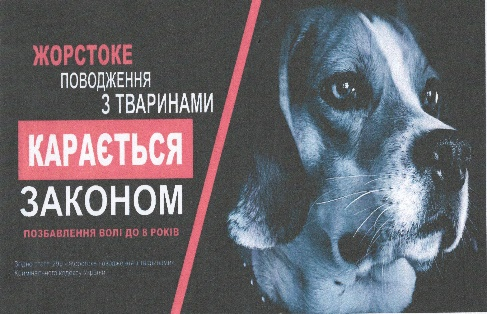 ЖОРСТОКЕ
ПОВОДЖЕННЯ
З ТВАРИНАМИ
КАРАЄТЬСЯ
ЗАКОНОМ
ПОЗБАВЛЕННЯ ВОЛІ ДО 8 РОКІВ